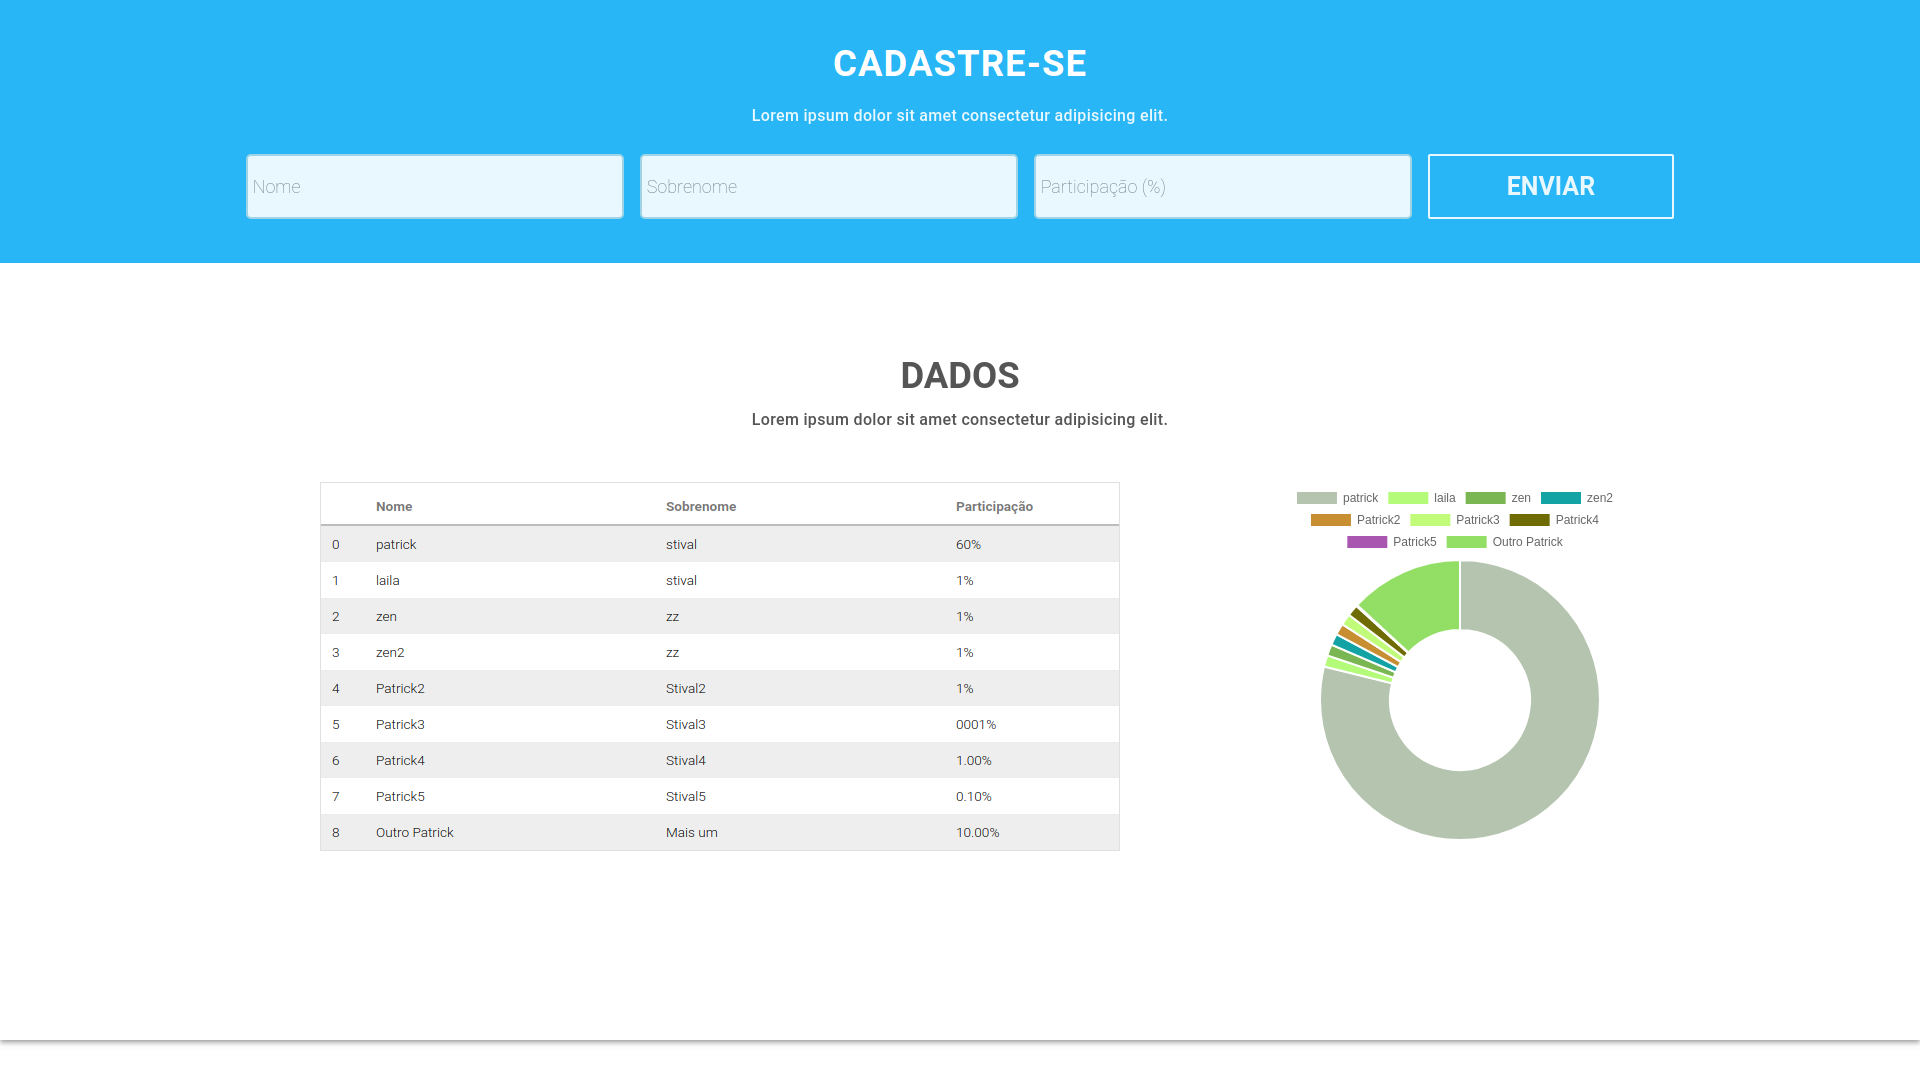 CADASTRE-SE
Lorem ipsum dolor sit amet consectetur adipisicing elit.
Nome Sobrenome Participação (%) ENVIAR
DADOS
Lorem ipsum dolor sit amet consectetur adipisicing elit.
Nome Sobrenome Participação
0 patrick stival 60%
1 laila stival 1%
2 zen zz 1%
3 zen2 zz 1%
4 Patrick2 Stival2 1%
5 Patrick3 Stival3 0001%
6 Patrick4 Stival4 1.00%
7 Patrick5 Stival5 0.10%
8 Outro Patrick Mais um 10.00%
patrick laila zen zen2
Patrick2 Patrick3 Patrick4
Patrick5 Outro Patrick